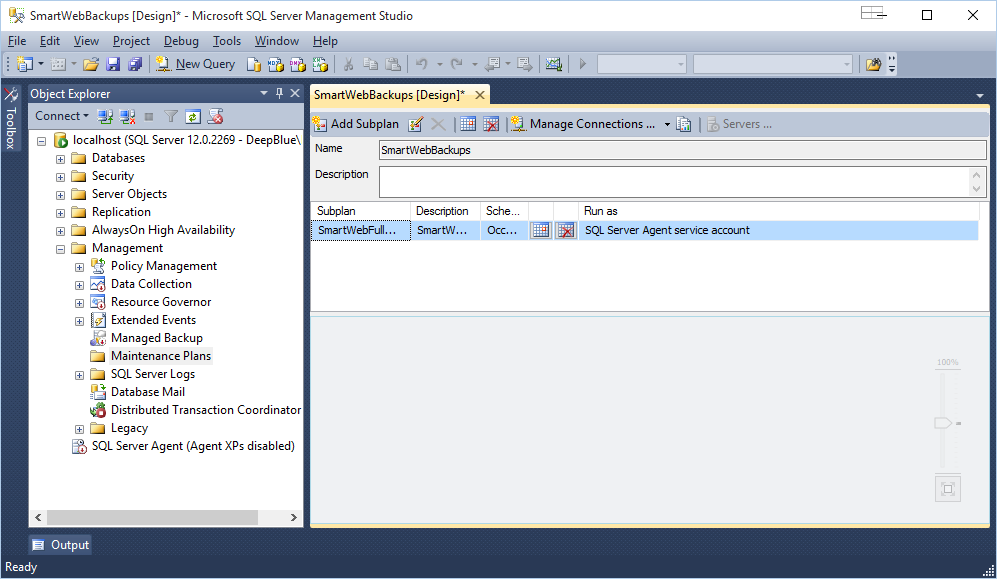 SmartWebBackups [Design]* - Microsoft SQL Server Management Studio
File Edit View Project Debug Tools Window Help
New Query
Toolbox
Object Explorer
Connect
localhost (SQL Server 12.0.2269 - DeepBlue\
Databases
Security
Server Objects
Replication
AlwaysOn High Availability
Management
Policy Management
Data Collection
Resource Governor
Extended Events
Managed Backup
Maintenance Plans
SQL Server Logs
Database Mail
Distributed Transaction Coordinator
Legacy
SQL Server Agent (Agent XPs disabled)
SmartWebBackups [Design]*
Add Subplan Manage Connections ... Servers ...
Name SmartWebBackups
Description
Subplan Description Sche... Run as
SmartWebFull... SmartW... Occ... SQL Server Agent service account
100%
Output
Ready